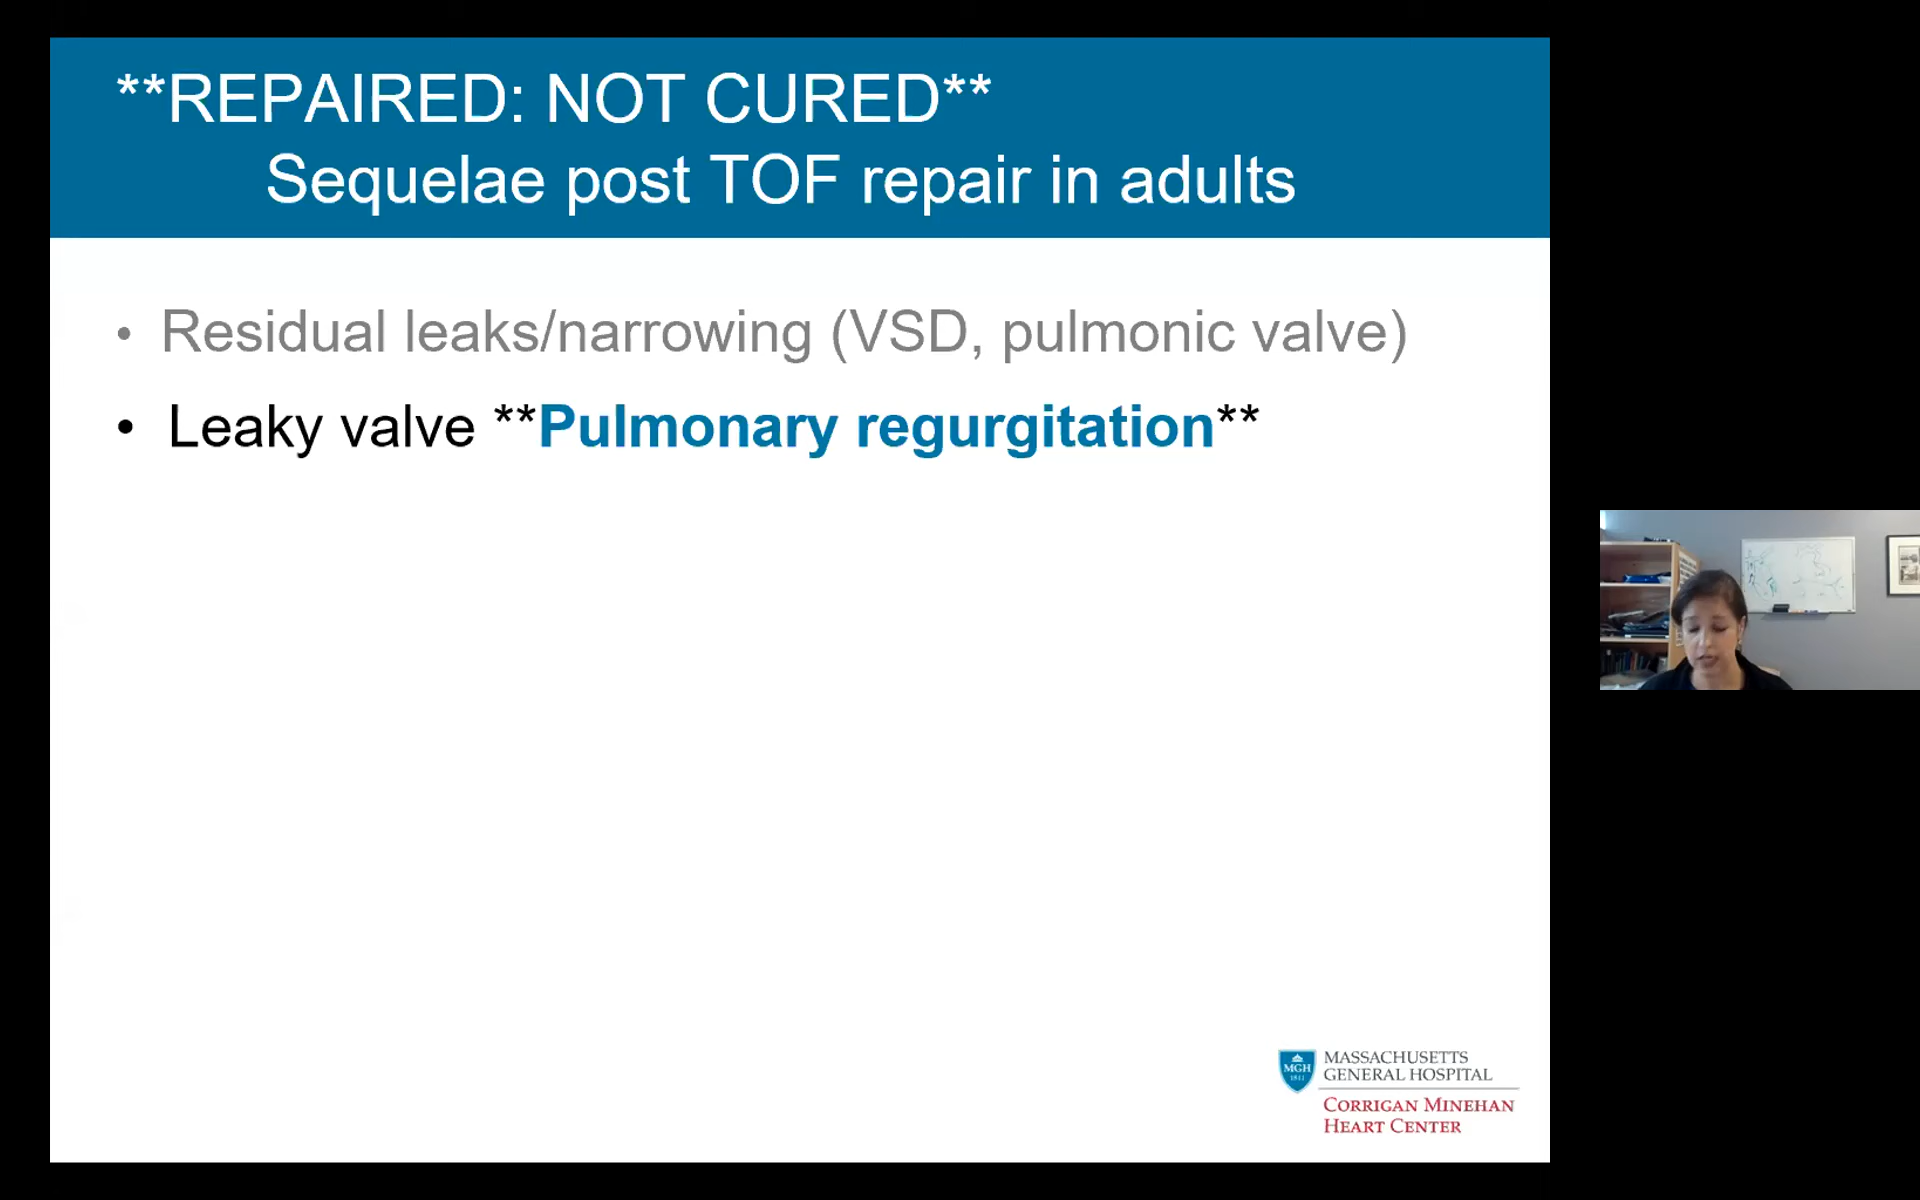 **REPAIRED: NOT CURED**
Sequelae post TOF repair in adults
• Residual leaks/narrowing (VSD, pulmonic valve)
• Leaky valve **Pulmonary regurgitation**
MGH
1811
MASSACHUSETTS
GENERAL HOSPITAL
CORRIGAN MINEHAN
HEART CENTER